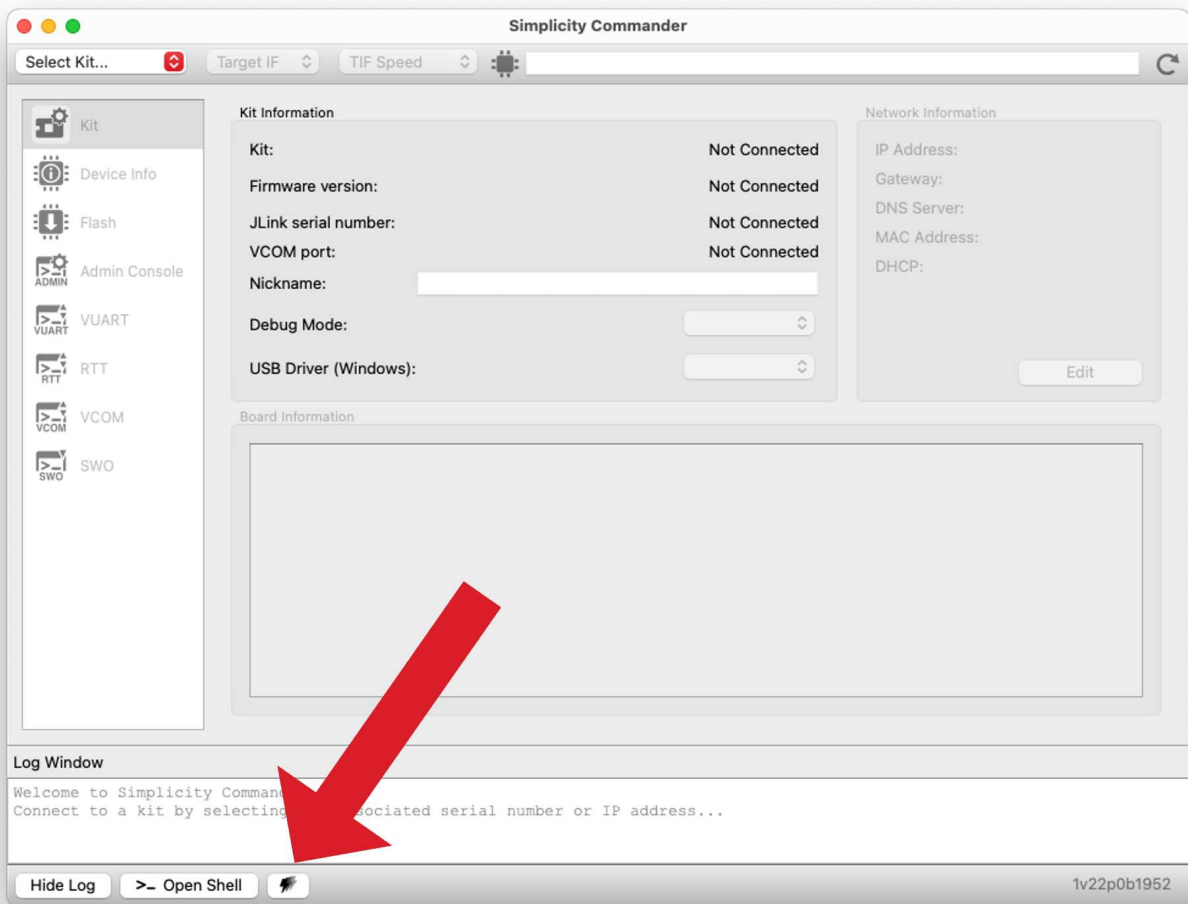 Simplicity Commander
Select Kit...
Target IF
TIF Speed
Kit
Device Info
Flash
ADMIN
Admin Console
VUART
VUART
RTT
RTT
VCOM
VCOM
SWO
SWO
Kit Information
Kit: Not Connected
Firmware version: Not Connected
JLink serial number: Not Connected
VCOM port: Not Connected
Nickname:
Debug Mode:
USB Driver (Windows):
Network Information
IP Address:
Gateway:
DNS Server:
MAC Address:
DHCP:
Edit
Board Information
Log Window
Welcome to Simplicity
Connect to a kit by selecting serial number or IP address...
Hide Log
>_ Open Shell
1v22p0b1952